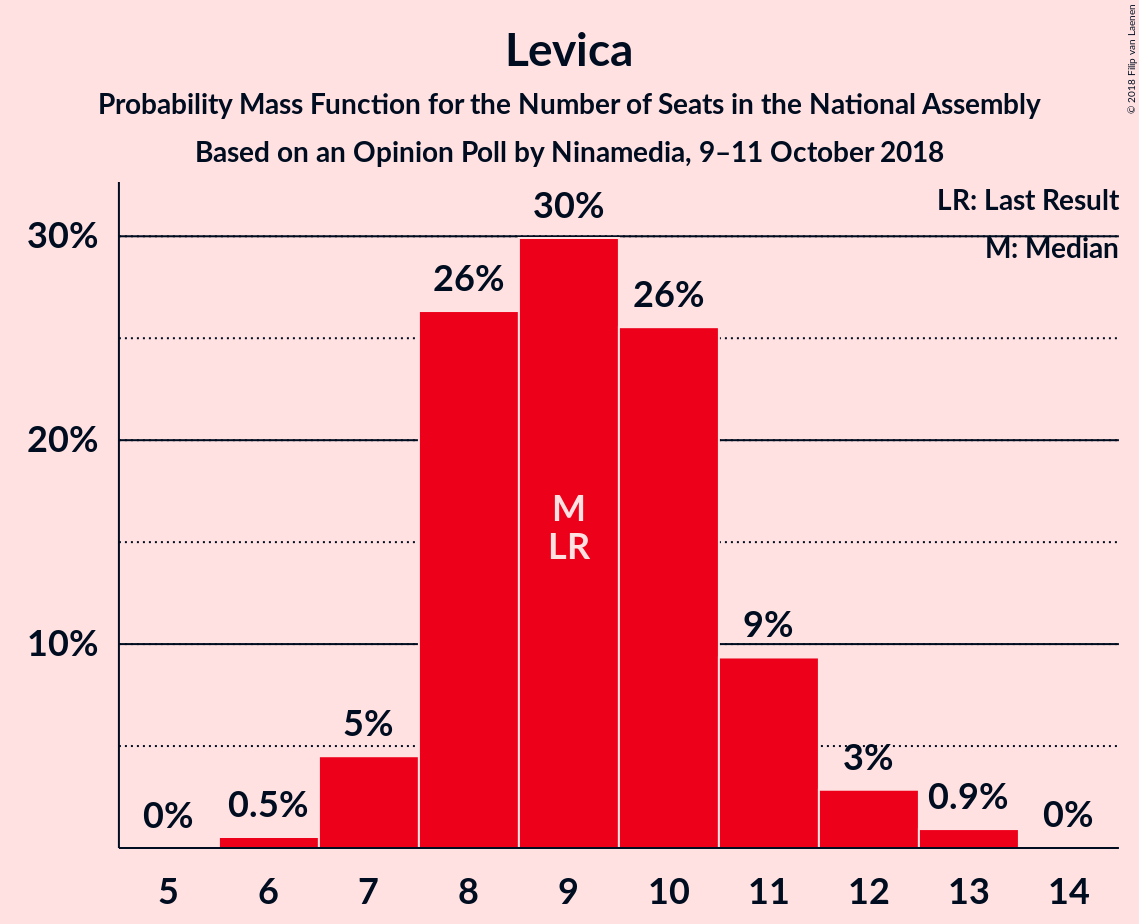 Levica
Probability Mass Function for the Number of Seats in the National Assembly
Based on an Opinion Poll by Ninamedia, 9–11 October 2018
© 2018 Filip van Laenen
LR: Last Result
M: Median
30%
20%
10%
0%
0.5%
5%
26%
30%
26%
9%
3%
0.9%
0%
M
LR
5 6 7 8 9 10 11 12 13 14